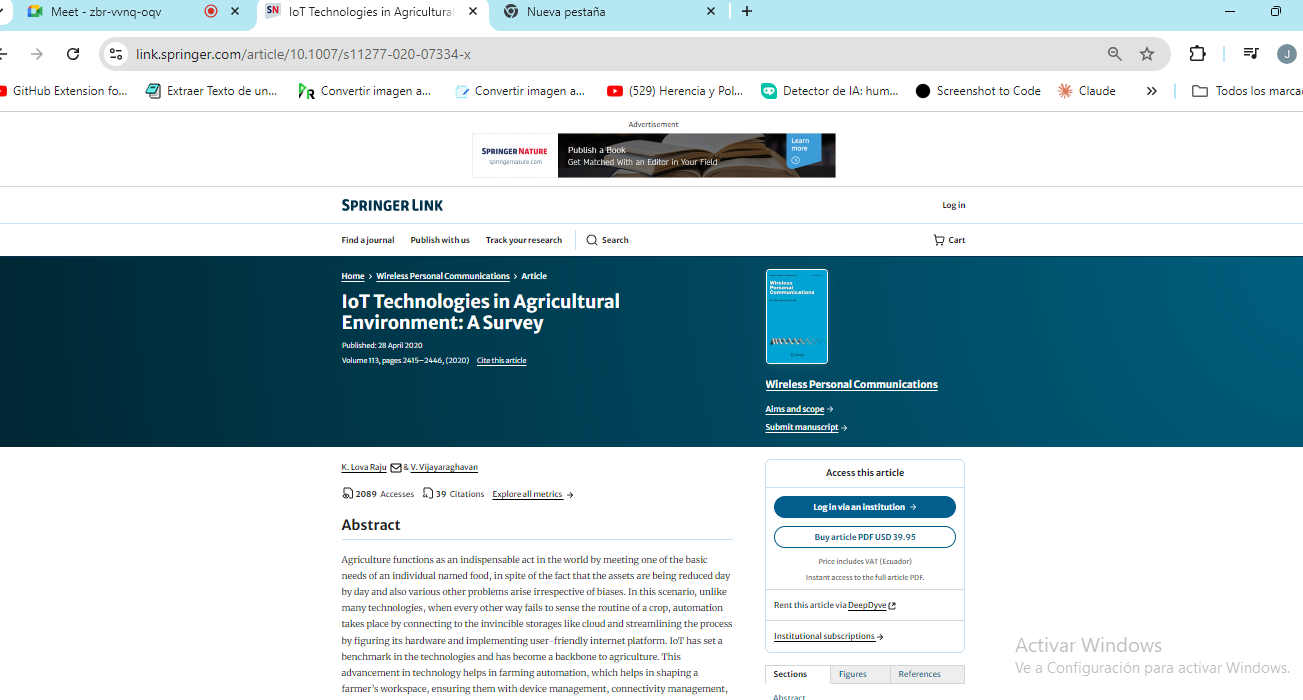 Meet - zbr-vvnq-oqv
IoT Technologies in Agricultural
Nueva pestaña
link.springer.com/article/10.1007/s11277-020-07334-x
J
GitHub Extension fo...
Extraer Texto de un...
Convertir imagen a...
Convertir imagen a...
(529) Herencia y Pol...
Detector de IA: hum...
Screenshot to Code
Claude
Todos los marca
Advertisement
SPRINGER NATURE
springernature.com
Publish a Book
Get Matched With an Editor in Your Field
Learn
more
SPRINGER LINK
Log in
Find a journal
Publish with us
Track your research
Search
Cart
Home > Wireless Personal Communications > Article
IoT Technologies in Agricultural
Environment: A Survey
Published: 28 April 2020
Volume 113, pages 2415–2446, (2020) Cite this article
Wireless
Personal
Communications
Wireless Personal Communications
Aims and scope →
Submit manuscript →
K. Lova Raju & V. Vijayaraghavan
2089 Accesses 39 Citations Explore all metrics →
Abstract
Agriculture functions as an indispensable act in the world by meeting one of the basic
needs of an individual named food, in spite of the fact that the assets are being reduced day
by day and also various other problems arise irrespective of biases. In this scenario, unlike
many technologies, when every other way fails to sense the routine of a crop, automation
takes place by connecting to the invincible storages like cloud and streamlining the process
by figuring its hardware and implementing user-friendly internet platform. IoT has set a
benchmark in the technologies and has become a backbone to agriculture. This
advancement in technology helps in farming automation, which helps in shaping a
farmer's workspace, ensuring them with device management, connectivity management,
Access this article
Log in via an institution →
Buy article PDF USD 39.95
Price includes VAT (Ecuador)
Instant access to the full article PDF.
Rent this article via DeepDyve
Institutional subscriptions →
Sections
Figures
References
Abstract
Activar Windows
Ve a Configuración para activar Windows.